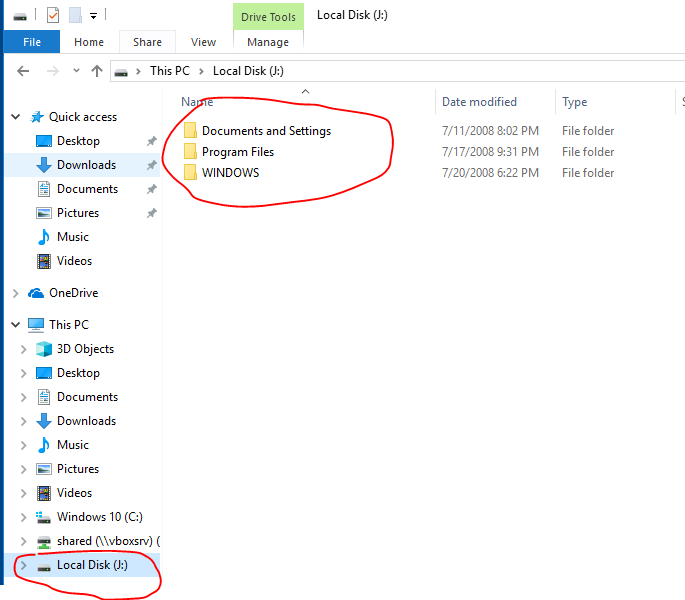 Drive Tools Local Disk (J:)
File Home Share View Manage
This PC Local Disk (J:)
Name Date modified Type
Quick access
Desktop
Downloads
Documents
Pictures
Music
Videos
OneDrive
This PC
3D Objects
Desktop
Documents
Downloads
Music
Pictures
Videos
Windows 10 (C:)
shared (\\vboxsrv) (
Local Disk (J:)
Documents and Settings 7/11/2008 8:02 PM File folder
Program Files 7/17/2008 9:31 PM File folder
WINDOWS 7/20/2008 6:22 PM File folder